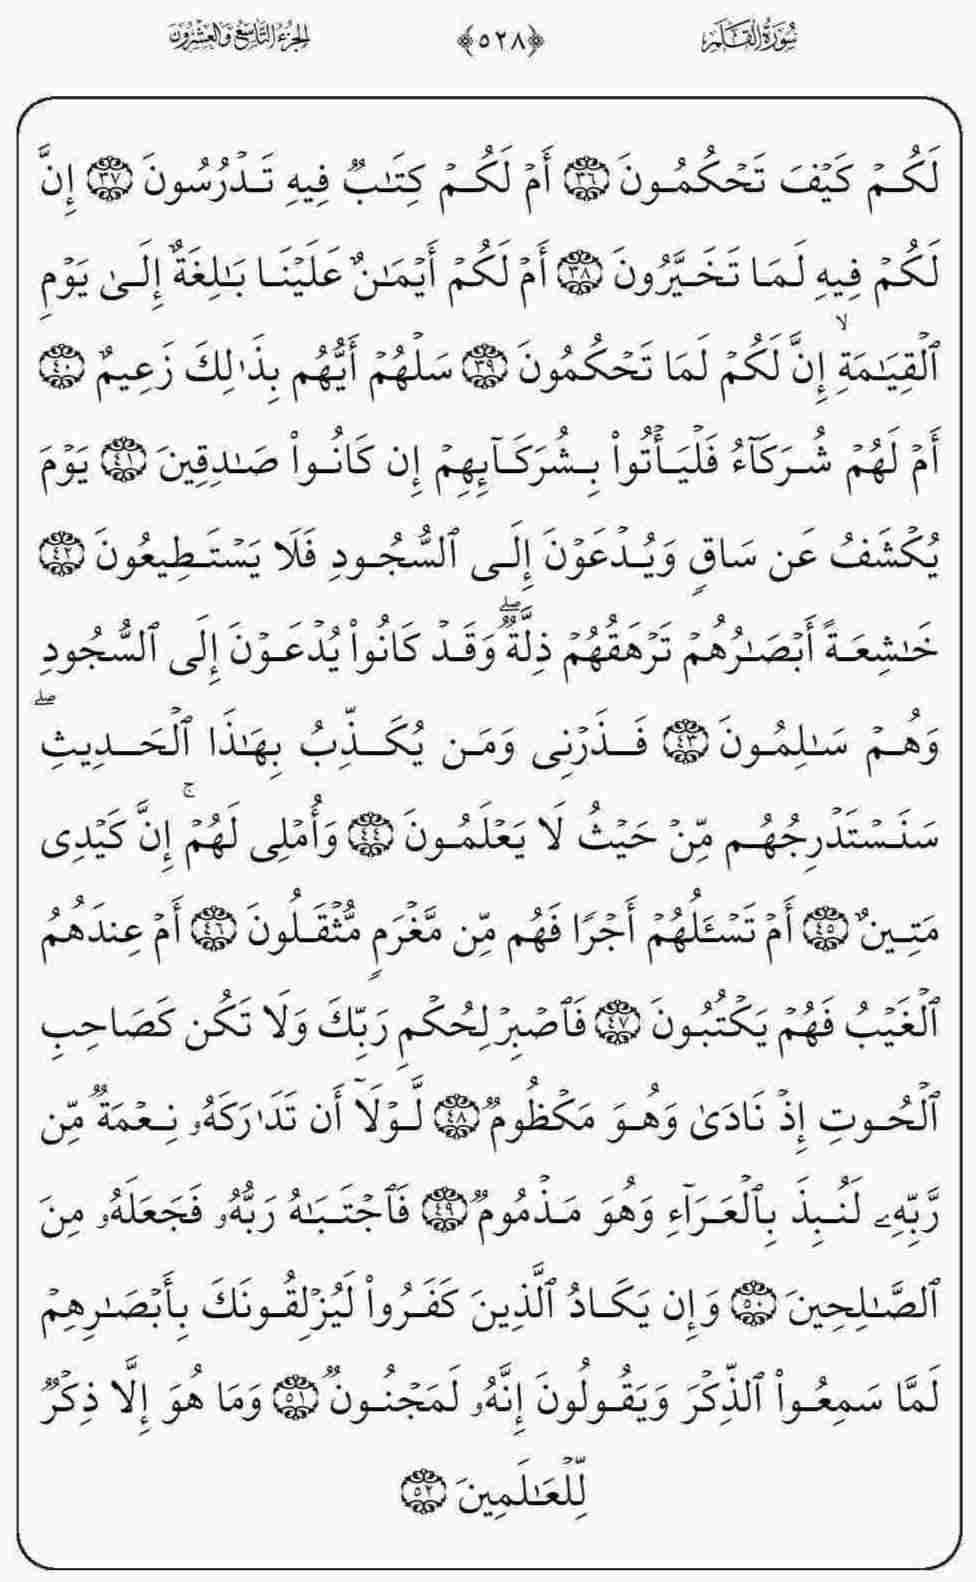 سُورَةُ القَلَمِ ﴿٥٢٨﴾ الجُزْءُ التَّاسِعُ وَالعِشْرُونَ
لَكُمۡ كَيۡفَ تَحۡكُمُونَ ٣٦ أَمۡ لَكُمۡ كِتَٰبٞ فِيهِ تَدۡرُسُونَ ٣٧ إِنَّ
لَكُمۡ فِيهِ لَمَا تَخَيَّرُونَ ٣٨ أَمۡ لَكُمۡ أَيۡمَٰنٌ عَلَيۡنَا بَٰلِغَةٌ إِلَىٰ يَوۡمِ
ٱلۡقِيَٰمَةِۙ إِنَّ لَكُمۡ لَمَا تَحۡكُمُونَ ٣٩ سَلۡهُمۡ أَيُّهُم بِذَٰلِكَ زَعِيمٌ ٤٠
أَمۡ لَهُمۡ شُرَكَآءُ فَلۡيَأۡتُواْ بِشُرَكَآئِهِمۡ إِن كَانُواْ صَٰدِقِينَ ٤١ يَوۡمَ
يُكۡشَفُ عَن سَاقٖ وَيُدۡعَوۡنَ إِلَى ٱلسُّجُودِ فَلَا يَسۡتَطِيعُونَ ٤٢
خَٰشِعَةً أَبۡصَٰرُهُمۡ تَرۡهَقُهُمۡ ذِلَّةٞۖ وَقَدۡ كَانُواْ يُدۡعَوۡنَ إِلَى ٱلسُّجُودِ
وَهُمۡ سَٰلِمُونَ ٤٣ فَذَرۡنِي وَمَن يُكَذِّبُ بِهَٰذَا ٱلۡحَدِيثِۖ
سَنَسۡتَدۡرِجُهُم مِّنۡ حَيۡثُ لَا يَعۡلَمُونَ ٤٤ وَأُمۡلِي لَهُمۡۚ إِنَّ كَيۡدِي
مَتِينٌ ٤٥ أَمۡ تَسۡـَٔلُهُمۡ أَجۡرٗا فَهُم مِّن مَّغۡرَمٖ مُّثۡقَلُونَ ٤٦ أَمۡ عِندَهُمُ
ٱلۡغَيۡبُ فَهُمۡ يَكۡتُبُونَ ٤٧ فَٱصۡبِرۡ لِحُكۡمِ رَبِّكَ وَلَا تَكُن كَصَاحِبِ
ٱلۡحُوتِ إِذۡ نَادَىٰ وَهُوَ مَكۡظُومٞ ٤٨ لَّوۡلَآ أَن تَدَٰرَكَهُۥ نِعۡمَةٞ مِّن
رَّبِّهِۦ لَنُبِذَ بِٱلۡعَرَآءِ وَهُوَ مَذۡمُومٞ ٤٩ فَٱجۡتَبَٰهُ رَبُّهُۥ فَجَعَلَهُۥ مِنَ
ٱلصَّٰلِحِينَ ٥٠ وَإِن يَكَادُ ٱلَّذِينَ كَفَرُواْ لَيُزۡلِقُونَكَ بِأَبۡصَٰرِهِمۡ
لَمَّا سَمِعُواْ ٱلذِّكۡرَ وَيَقُولُونَ إِنَّهُۥ لَمَجۡنُونٞ ٥١ وَمَا هُوَ إِلَّا ذِكۡرٞ
لِّلۡعَٰلَمِينَ ٥٢